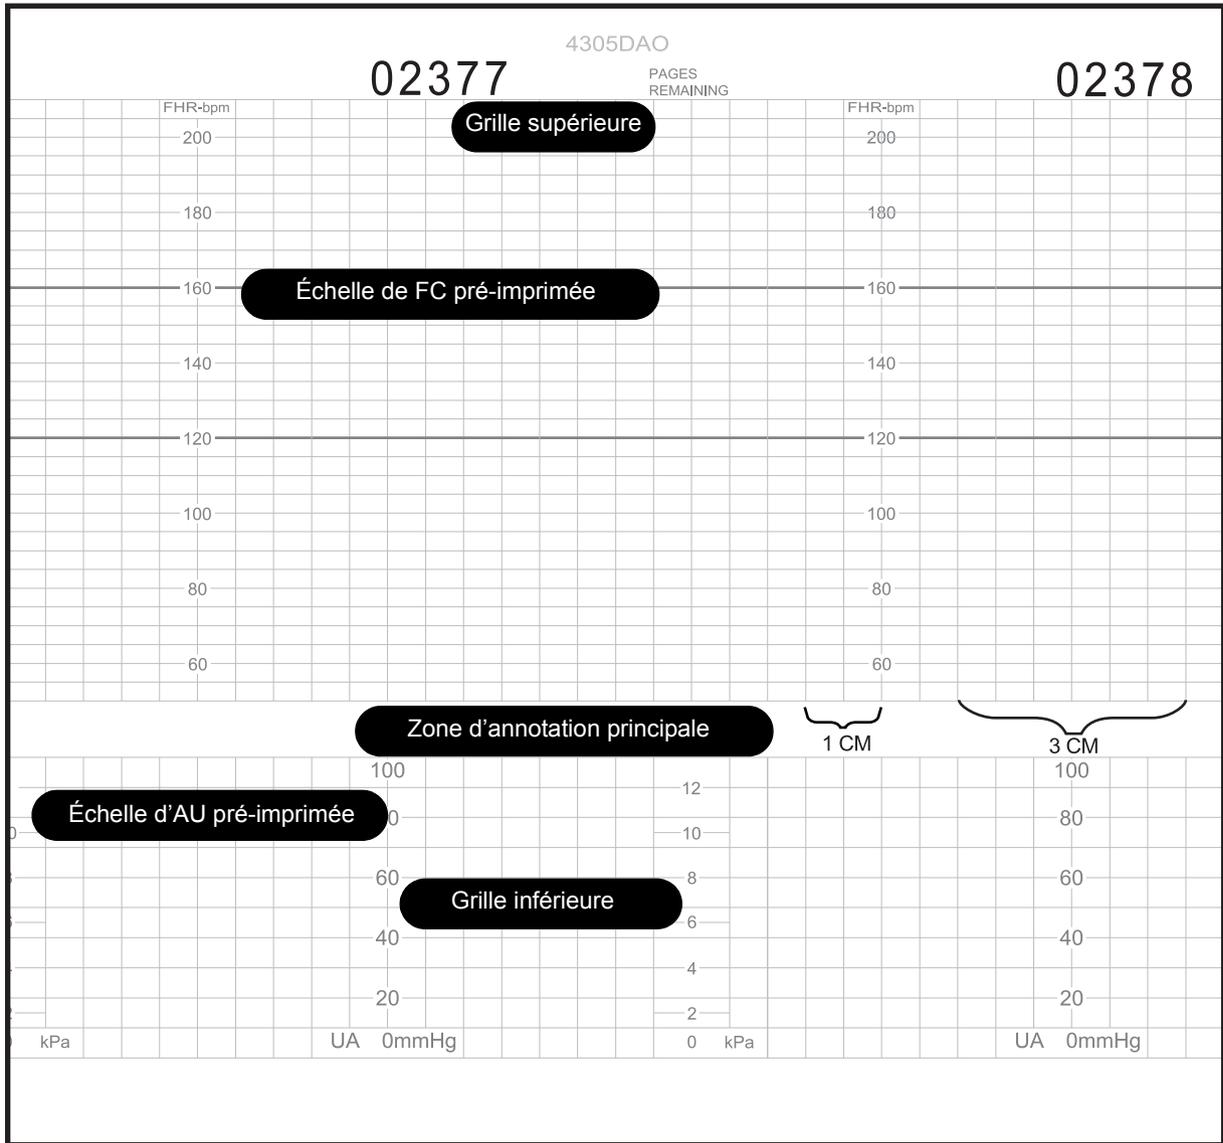 4305DAO
02377 PAGES 02378
REMAINING
FHR-bpm FHR-bpm
Grille supérieure
200 200
180 180
160 Échelle de FC pré-imprimée 160
140 140
120 120
100 100
80 80
60 60
Zone d’annotation principale
1 CM 3 CM
100 100
12
Échelle d’AU pré-imprimée 80
10
60 8 60
Grille inférieure
6
40 40
4
20 20
2
0 kPa UA 0mmHg 0 kPa UA 0mmHg